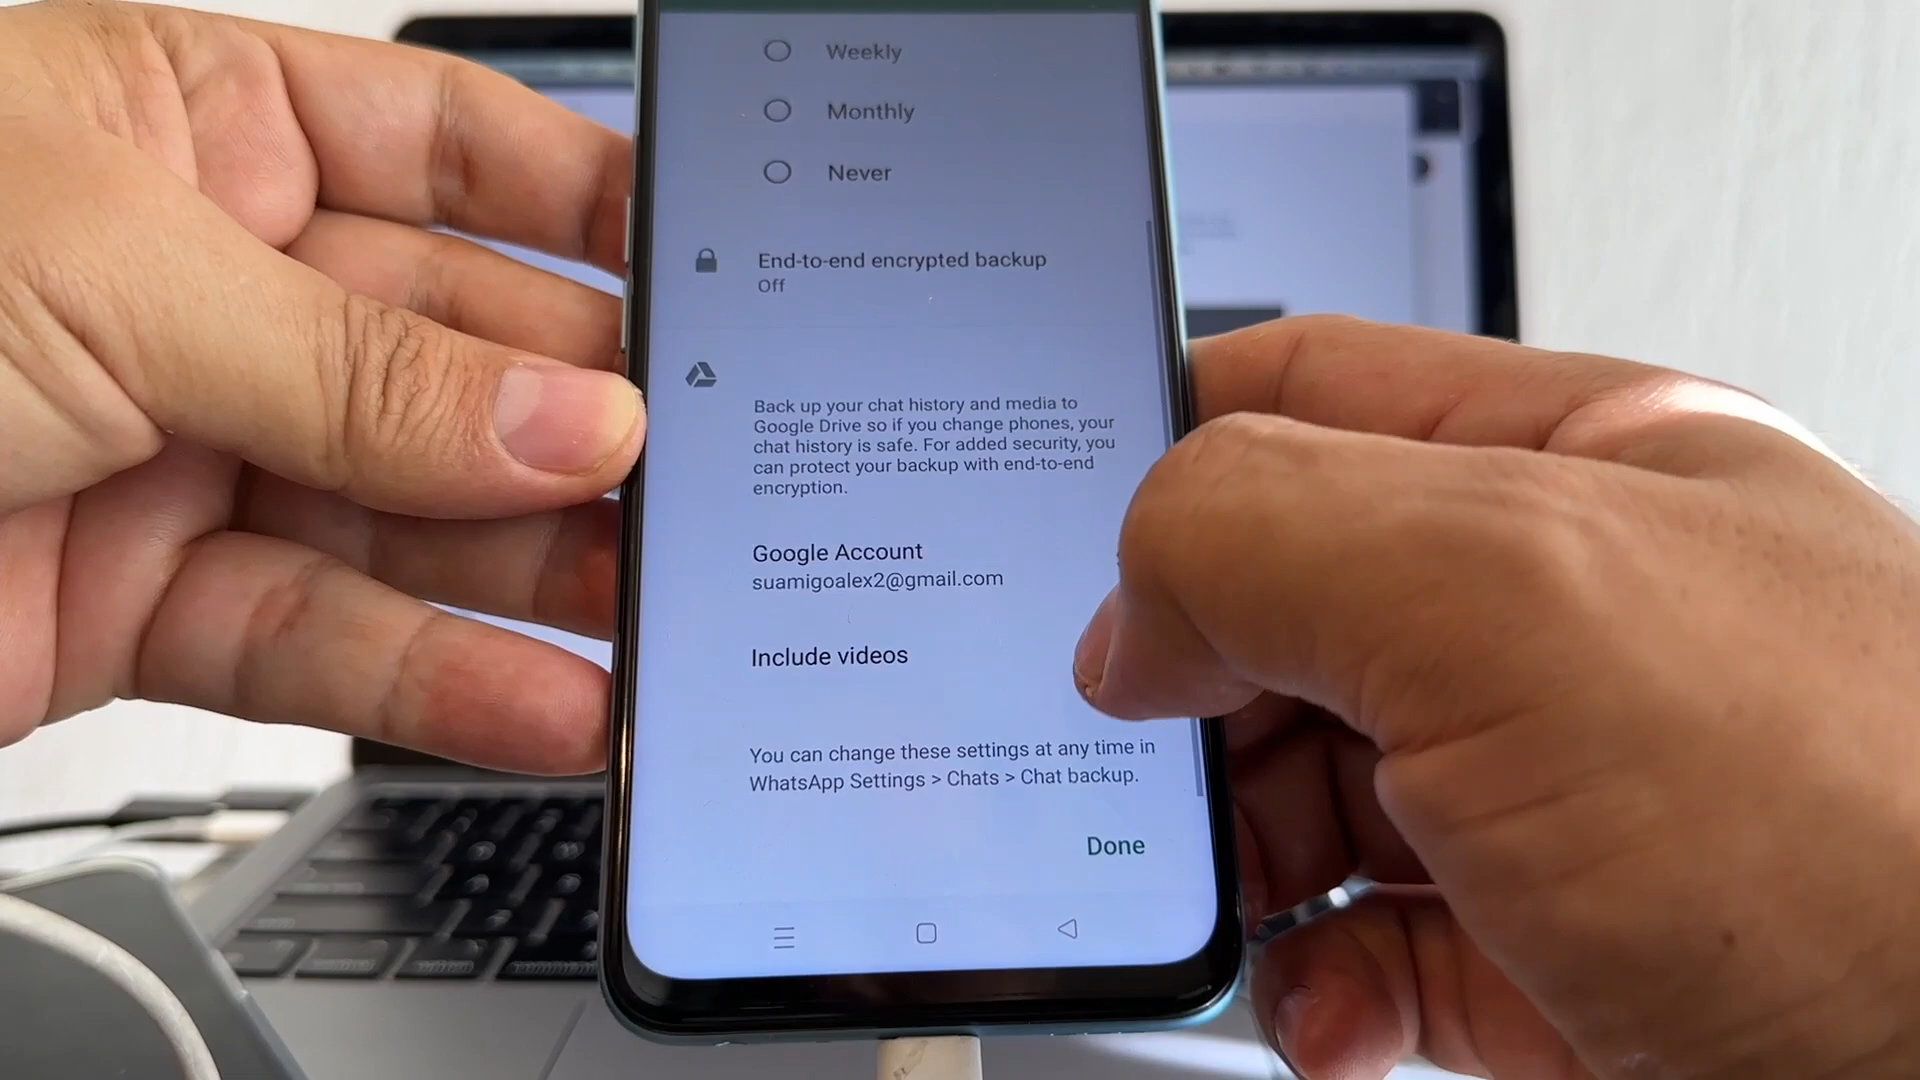 Weekly
Monthly
Never
End-to-end encrypted backup
Off
Back up your chat history and media to
Google Drive so if you change phones, your
chat history is safe. For added security, you
can protect your backup with end-to-end
encryption.
Google Account
suamigoalex2@gmail.com
Include videos
You can change these settings at any time in
WhatsApp Settings > Chats > Chat backup.
Done